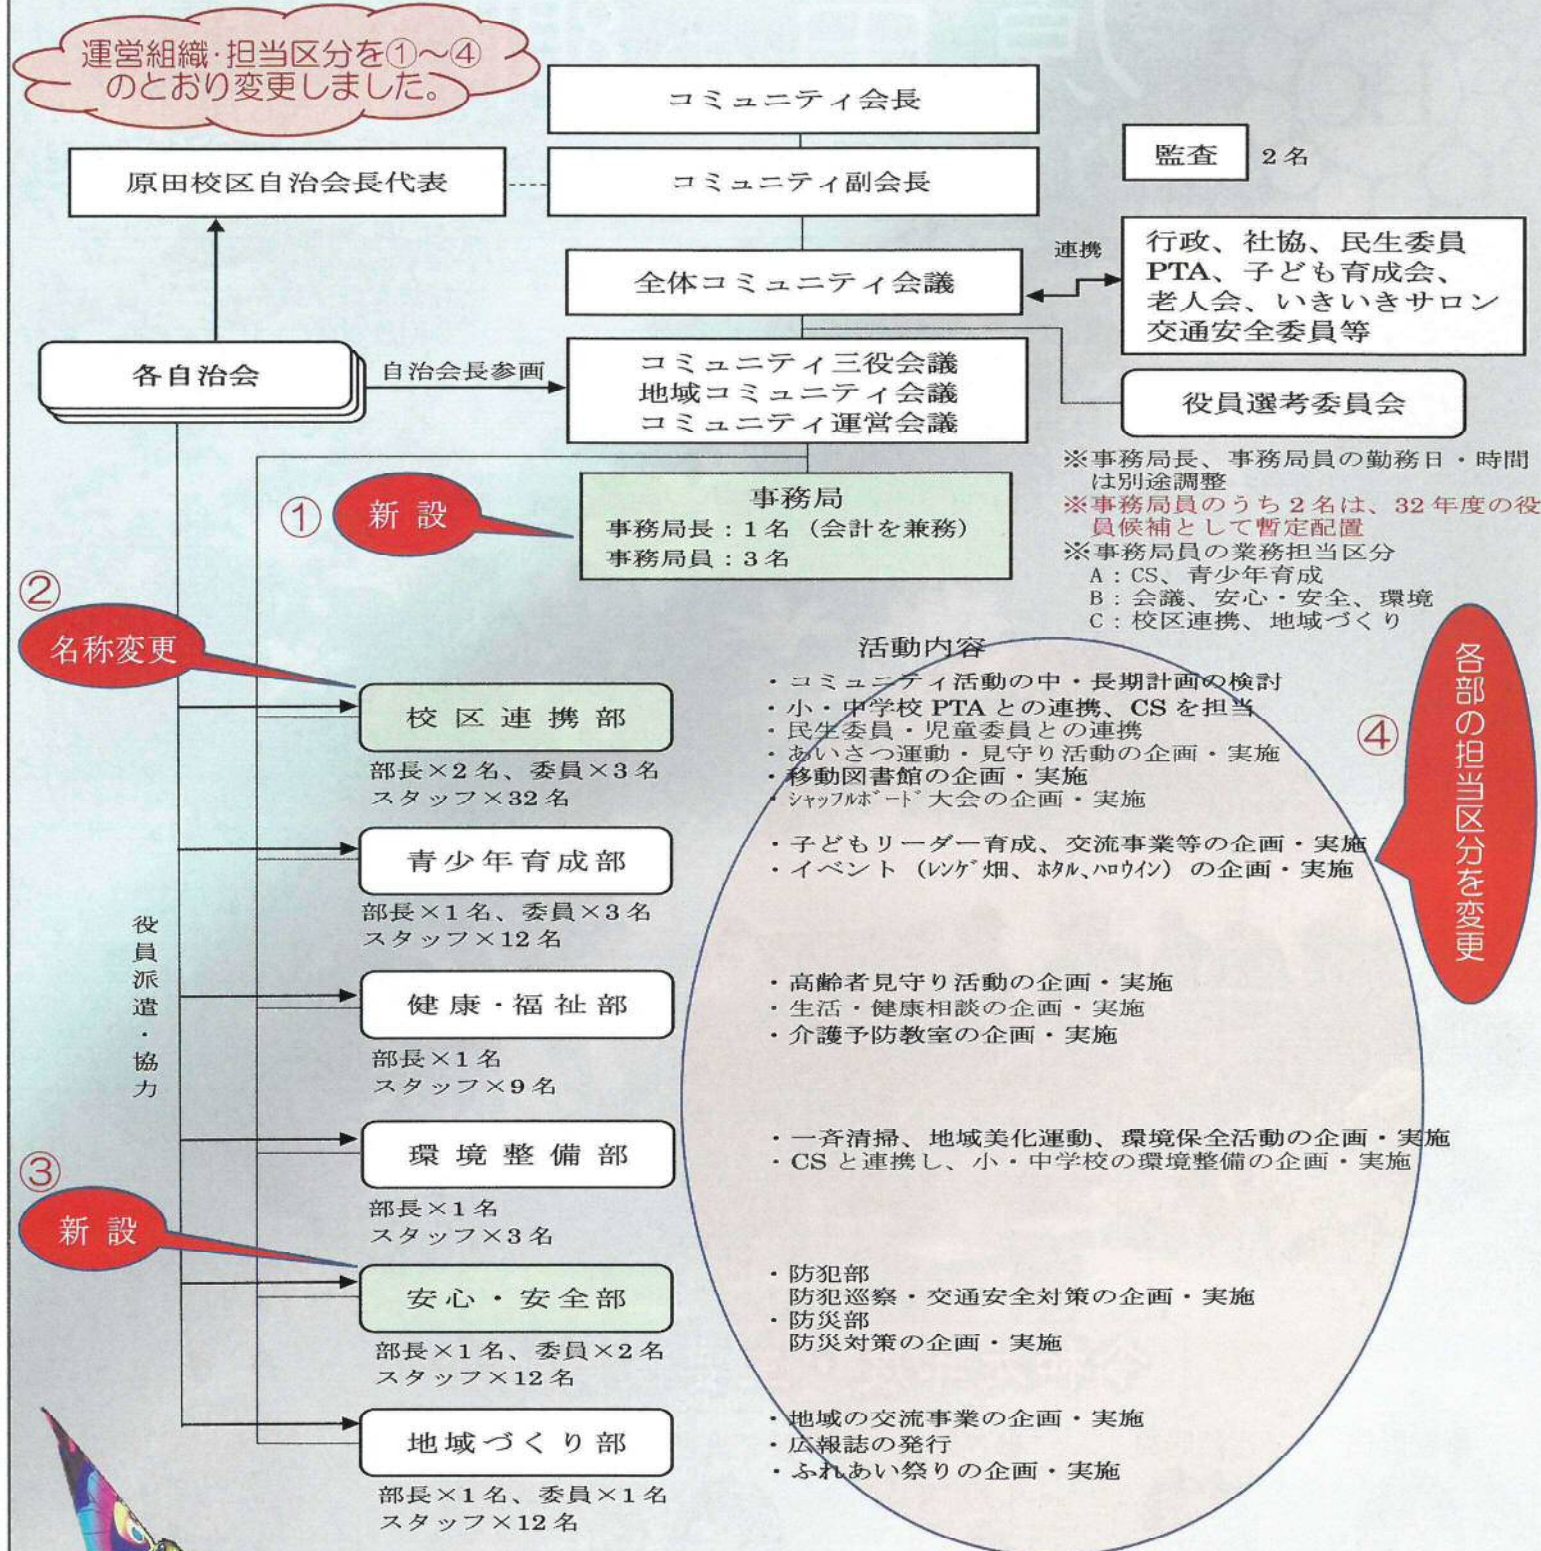 運営組織・担当区分を①～④
のとおり変更しました。
コミュニティ会長
監査 2名
原田校区自治会長代表
コミュニティ副会長
全体コミュニティ会議
連携
行政、社協、民生委員
PTA、子ども育成会、
老人会、いきいきサロン
交通安全委員等
各自治会
自治会長参画
コミュニティ三役会議
地域コミュニティ会議
コミュニティ運営会議
役員選考委員会
※事務局長、事務局員の勤務日・時間
は別途調整
※事務局員のうち2名は、32年度の役
員候補として暫定配置
※事務局員の業務担当区分
A：CS、青少年育成
B：会議、安心・安全、環境
C：校区連携、地域づくり
①
新設
事務局
事務局長：1名（会計を兼務）
事務局員：3名
②
名称変更
活動内容
校区連携部
部長×2名、委員×3名
スタッフ×32名
・コミュニティ活動の中・長期計画の検討
・小・中学校PTAとの連携、CSを担当
・民生委員・児童委員との連携
・あいさつ運動・見守り活動の企画・実施
・移動図書館の企画・実施
・ｼｬｯﾌﾙﾎﾞｰﾄﾞ大会の企画・実施
④
各部の担当区分を変更
青少年育成部
部長×1名、委員×3名
スタッフ×12名
・子どもリーダー育成、交流事業等の企画・実施
・イベント（ﾚﾝｹﾞ畑、ﾎﾀﾙ、ﾊﾛｳｲﾝ）の企画・実施
役員派遣・協力
健康・福祉部
部長×1名
スタッフ×9名
・高齢者見守り活動の企画・実施
・生活・健康相談の企画・実施
・介護予防教室の企画・実施
環境整備部
部長×1名
スタッフ×3名
・一斉清掃、地域美化運動、環境保全活動の企画・実施
・CSと連携し、小・中学校の環境整備の企画・実施
③
新設
安心・安全部
部長×1名、委員×2名
スタッフ×12名
・防犯部
防犯巡察・交通安全対策の企画・実施
・防災部
防災対策の企画・実施
地域づくり部
部長×1名、委員×1名
スタッフ×12名
・地域の交流事業の企画・実施
・広報誌の発行
・ふれあい祭りの企画・実施